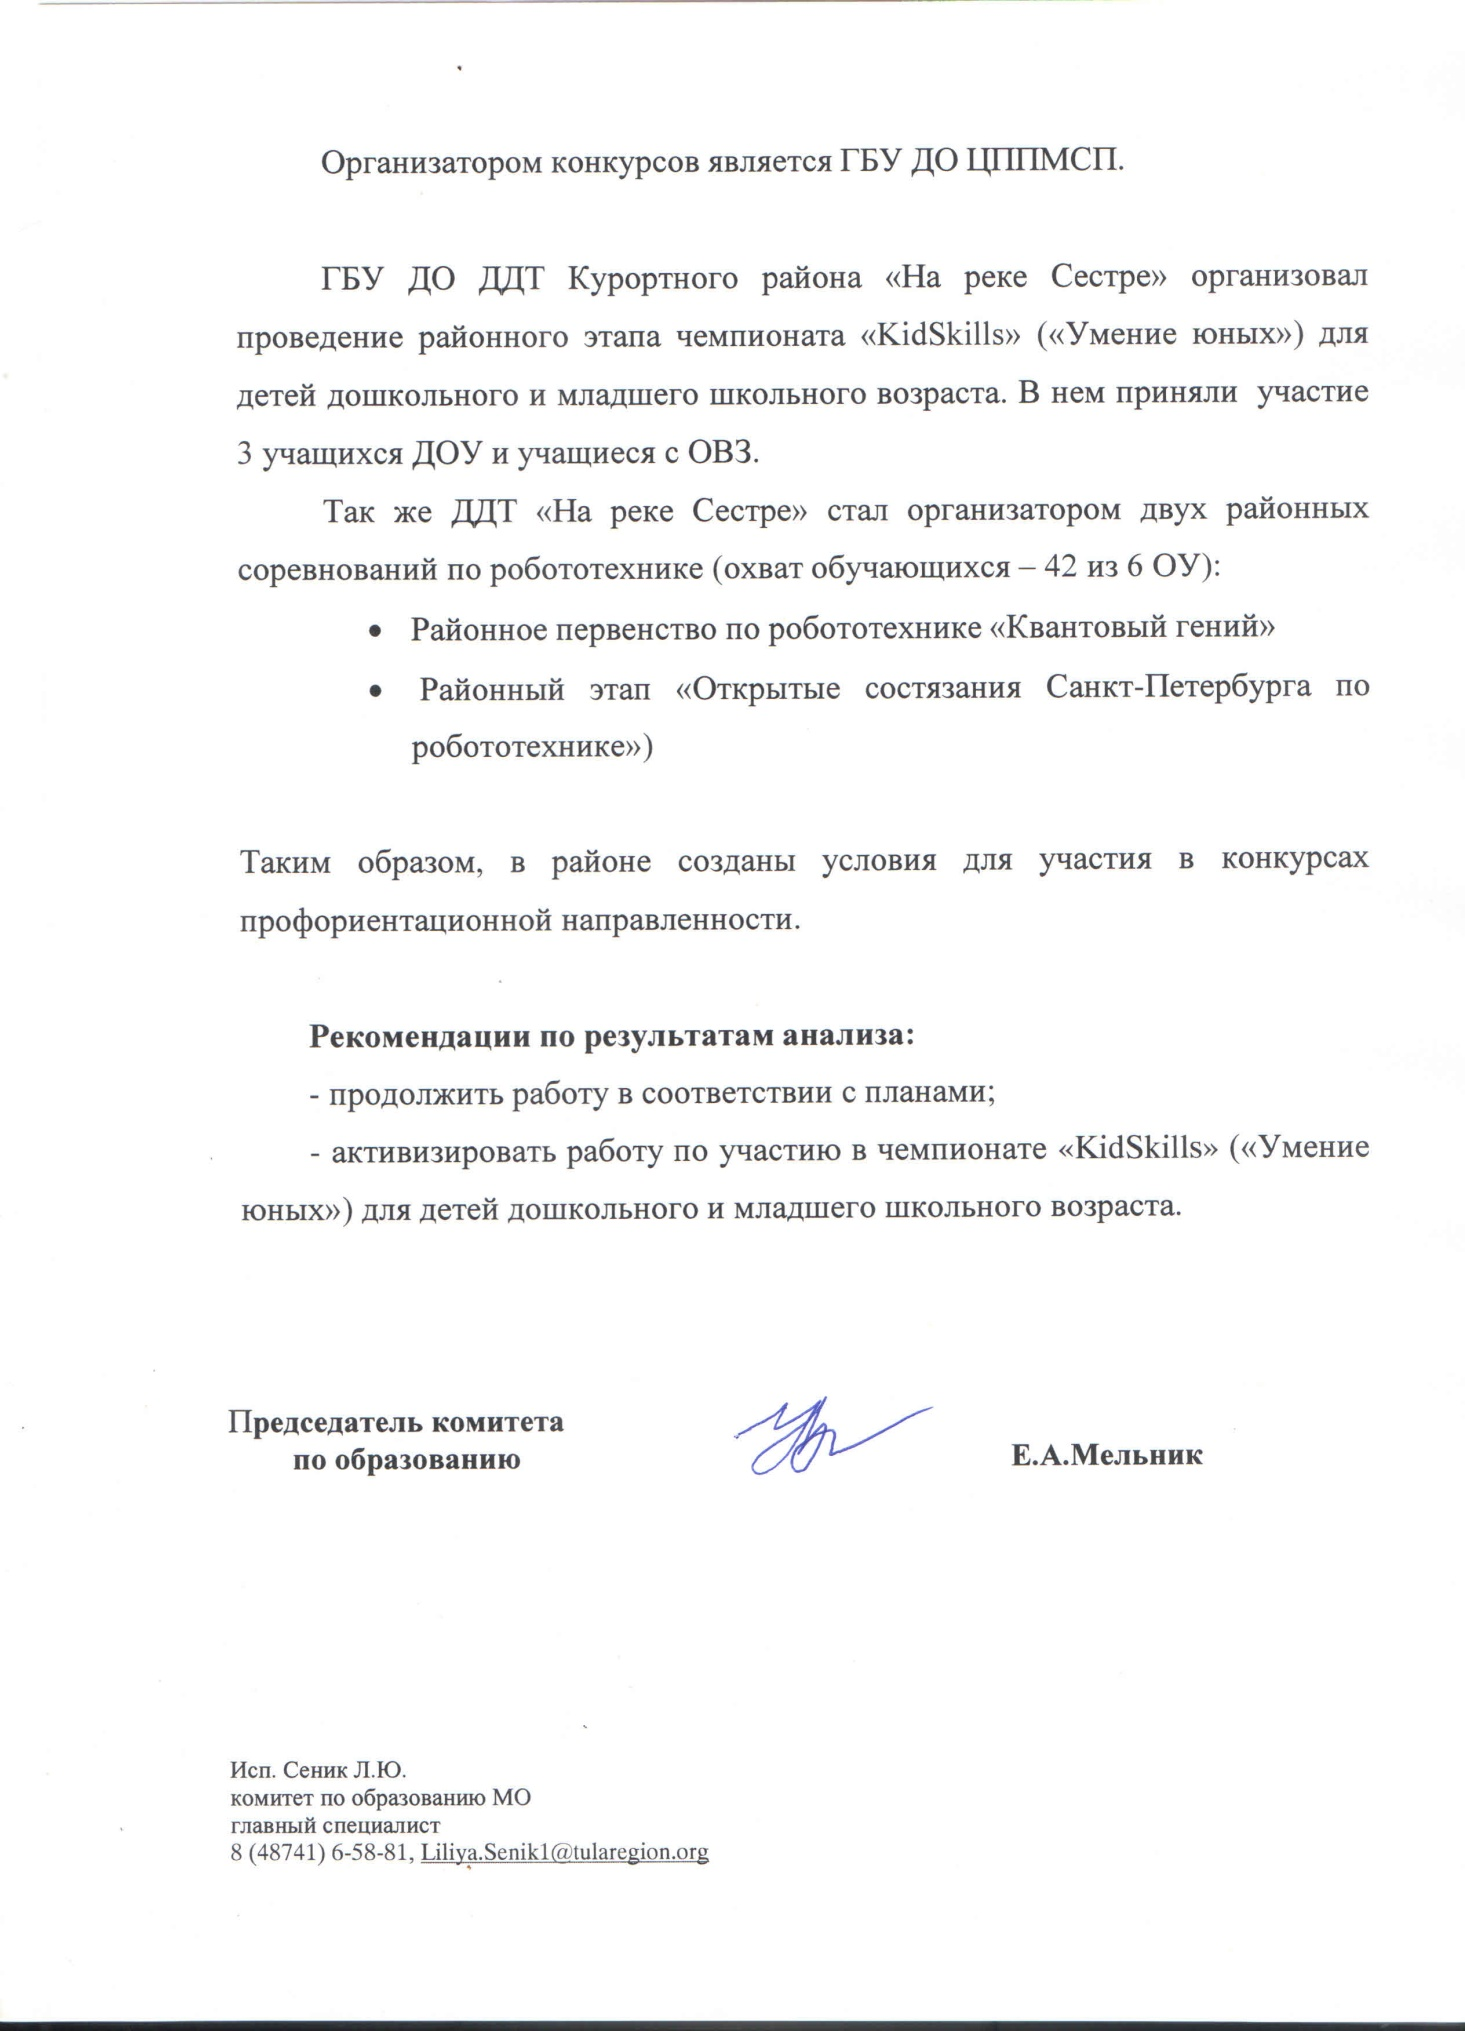 Организатором конкурсов является ГБУ ДО ЦППМСП.
ГБУ ДО ДДТ Курортного района «На реке Сестре» организовал
проведение районного этапа чемпионата «KidSkills» («Умение юных») для
детей дошкольного и младшего школьного возраста. В нем приняли участие
3 учащихся ДОУ и учащиеся с ОВЗ.
Так же ДДТ «На реке Сестре» стал организатором двух районных
соревнований по робототехнике (охват обучающихся – 42 из 6 ОУ):
• Районное первенство по робототехнике «Квантовый гений»
• Районный этап «Открытые состязания Санкт-Петербурга по
робототехнике»)
Таким образом, в районе созданы условия для участия в конкурсах
профориентационной направленности.
Рекомендации по результатам анализа:
- продолжить работу в соответствии с планами;
- активизировать работу по участию в чемпионате «KidSkills» («Умение
юных») для детей дошкольного и младшего школьного возраста.
Председатель комитета
по образованию
Е.А.Мельник
Исп. Сеник Л.Ю.
комитет по образованию МО
главный специалист
8 (48741) 6-58-81, Liliya.Senik1@tularegion.org